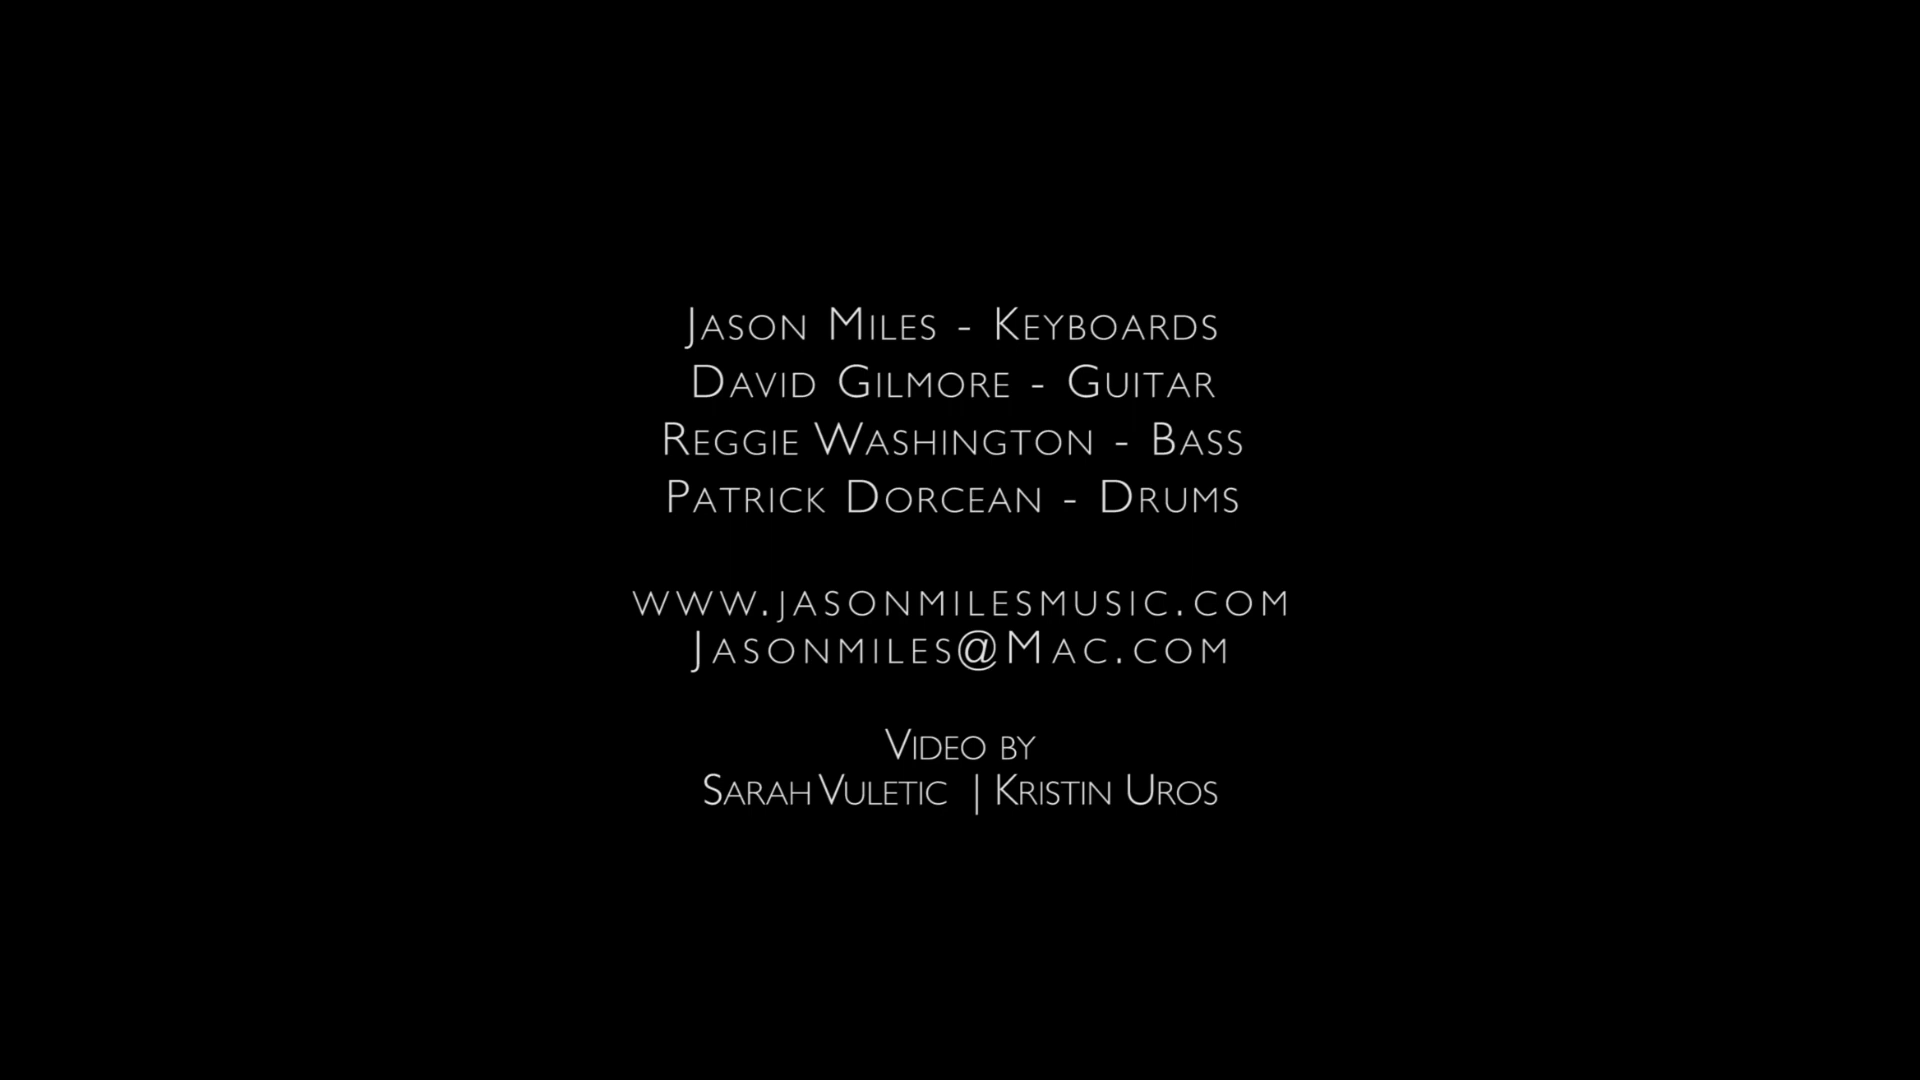 Jason Miles - Keyboards
David Gilmore - Guitar
Reggie Washington - Bass
Patrick Dorcean - Drums
www.jasonmilesmusic.com
Jasonmiles@Mac.com
Video by
Sarah Vuletic | Kristin Uros